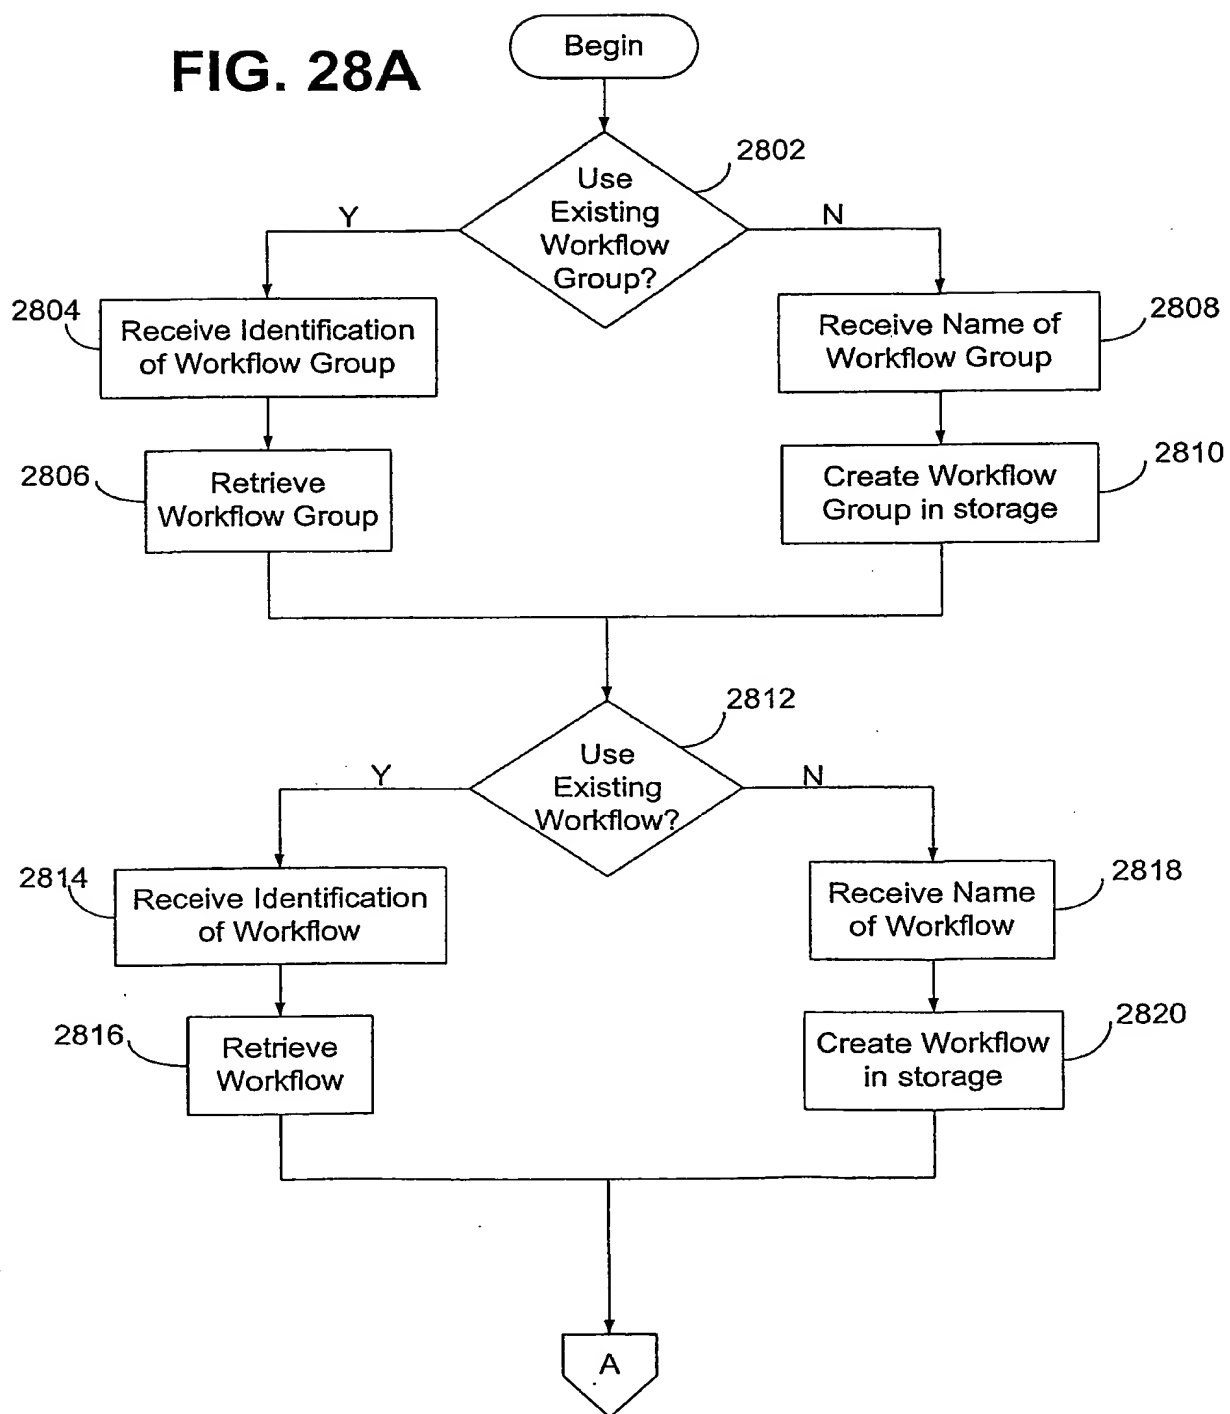 FIG. 28A
Begin
2802
Use
Existing
Workflow
Group?
Y
N
2804
Receive Identification
of Workflow Group
2808
Receive Name of
Workflow Group
2806
Retrieve
Workflow Group
2810
Create Workflow
Group in storage
2812
Use
Existing
Workflow?
Y
N
2814
Receive Identification
of Workflow
2818
Receive Name
of Workflow
2816
Retrieve
Workflow
2820
Create Workflow
in storage
A